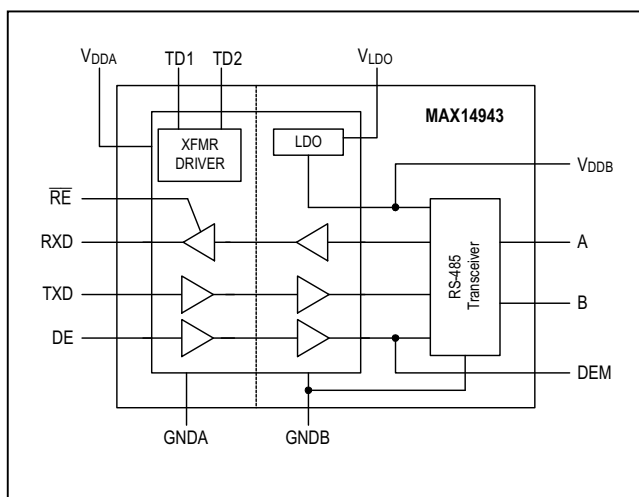 VDDA TD1 TD2 VLDO
MAX14943
XFMR
DRIVER
LDO
VDDB
RE
RXD
A
TXD
B
RS-485
Transceiver
DE
DEM
GNDA GNDB